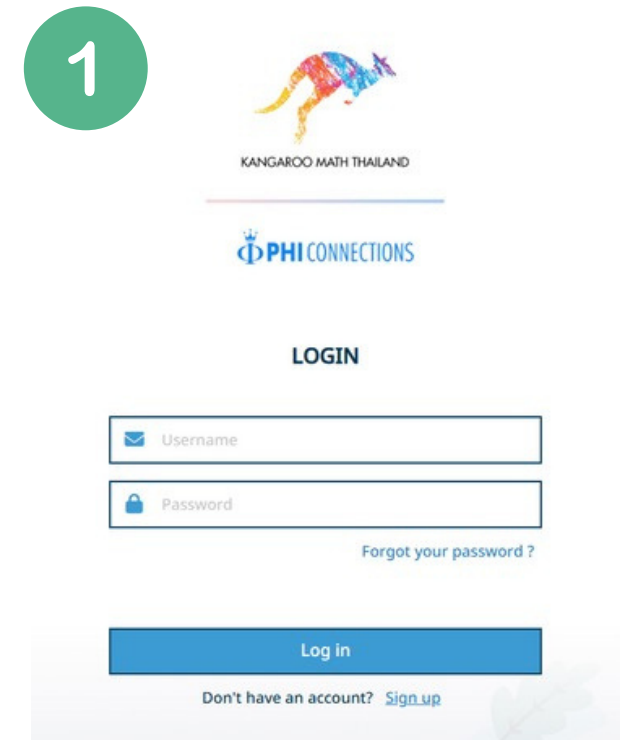 1
KANGAROO MATH THAILAND
PHI CONNECTIONS
LOGIN
Username
Password
Forgot your password ?
Log in
Don't have an account? Sign up